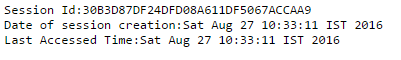 Session Id:30B3D87DF24DFD08A611DF5067ACCAA9
Date of session creation:Sat Aug 27 10:33:11 IST 2016
Last Accessed Time:Sat Aug 27 10:33:11 IST 2016